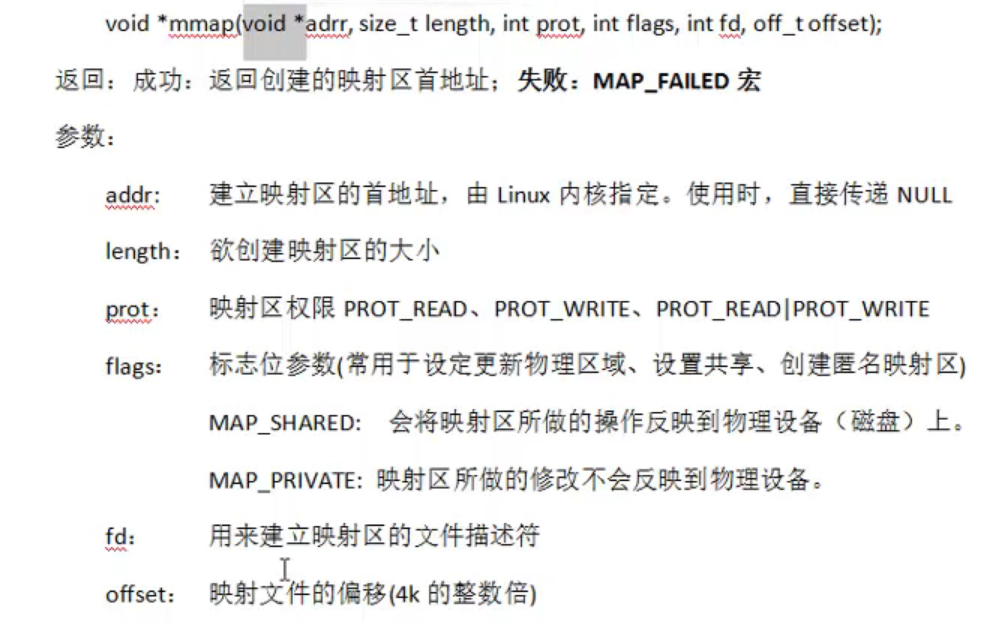 void *mmap(void *adrr, size_t length, int prot, int flags, int fd, off_t offset);
返回：成功：返回创建的映射区首地址；失败：MAP_FAILED 宏
参数：
addr: 建立映射区的首地址，由 Linux 内核指定。使用时，直接传递 NULL
length： 欲创建映射区的大小
prot： 映射区权限 PROT_READ、PROT_WRITE、PROT_READ|PROT_WRITE
flags： 标志位参数(常用于设定更新物理区域、设置共享、创建匿名映射区)
MAP_SHARED: 会将映射区所做的操作反映到物理设备（磁盘）上。
MAP_PRIVATE: 映射区所做的修改不会反映到物理设备。
fd： 用来建立映射区的文件描述符
offset： 映射文件的偏移(4k 的整数倍)